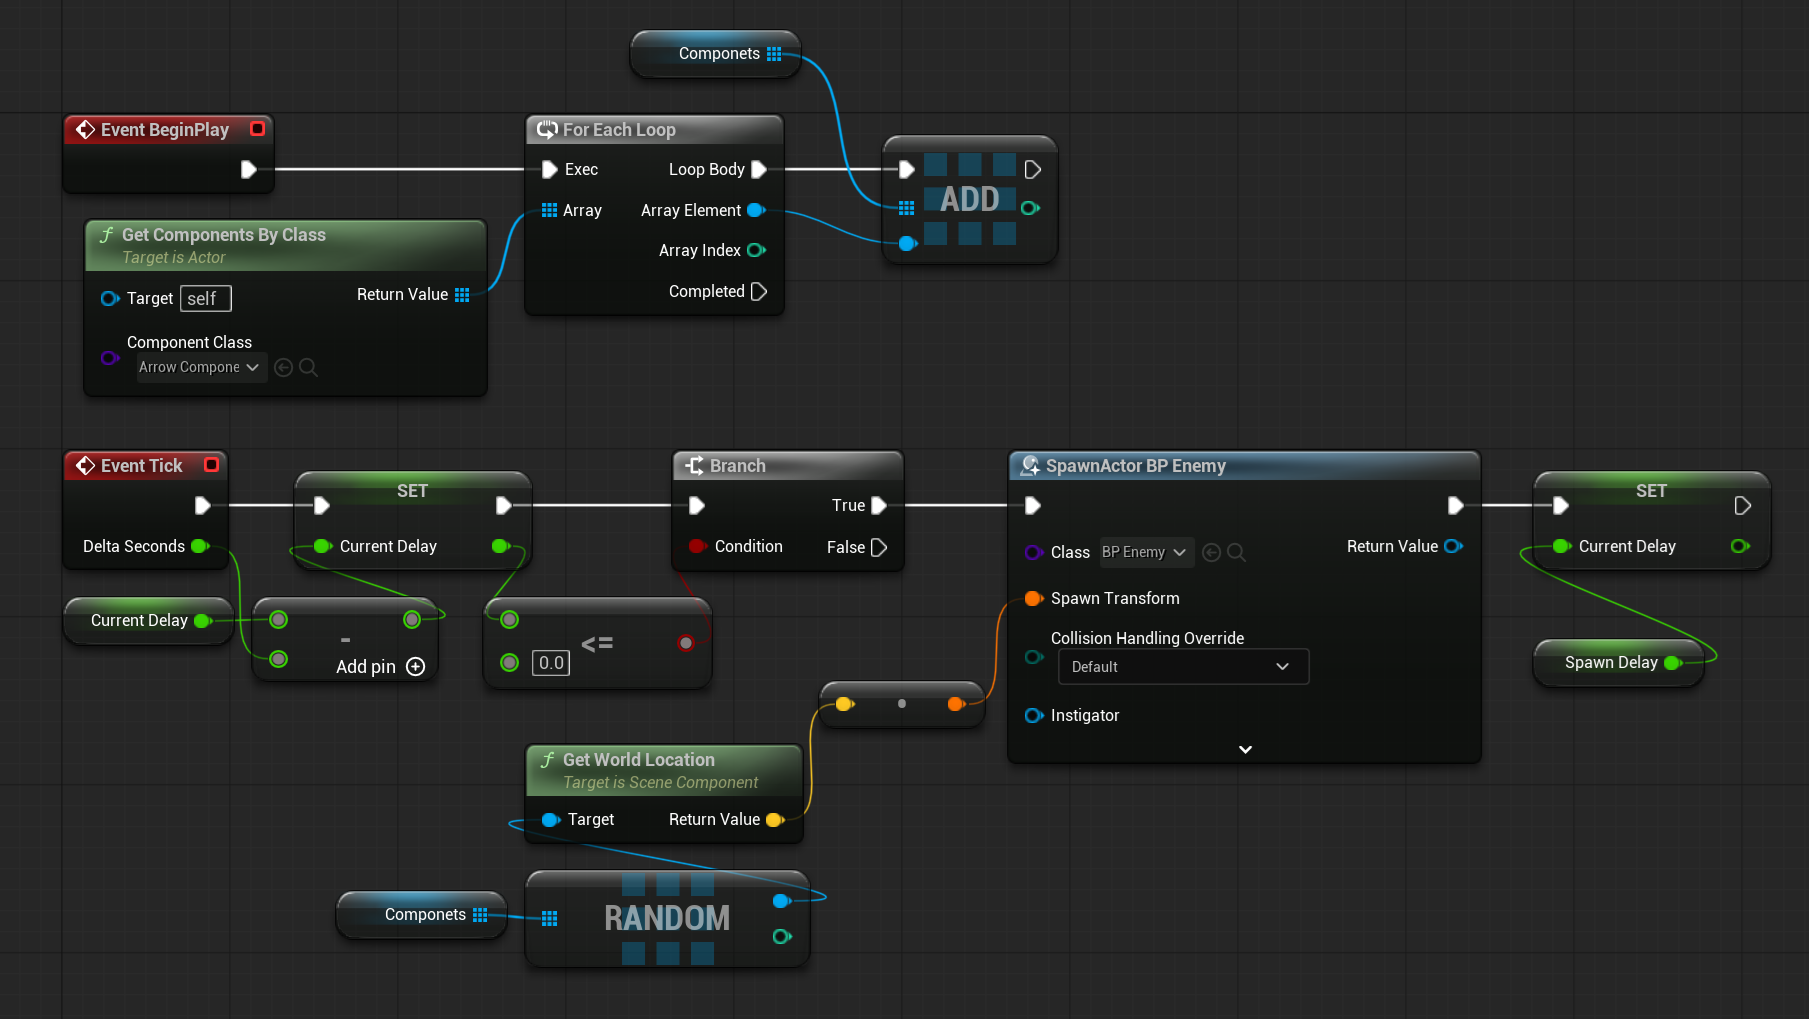 Componets
Event BeginPlay
For Each Loop
Exec
Loop Body
Array
Array Element
Array Index
Completed
ADD
Get Components By Class
Target is Actor
Target self
Return Value
Component Class
Arrow Compone
Event Tick
Delta Seconds
SET
Current Delay
Current Delay
-
Add pin
<=
0.0
Branch
True
Condition
False
SpawnActor BP Enemy
Class BP Enemy
Return Value
Spawn Transform
Collision Handling Override
Default
Instigator
SET
Current Delay
Spawn Delay
Get World Location
Target is Scene Component
Target
Return Value
Componets
RANDOM